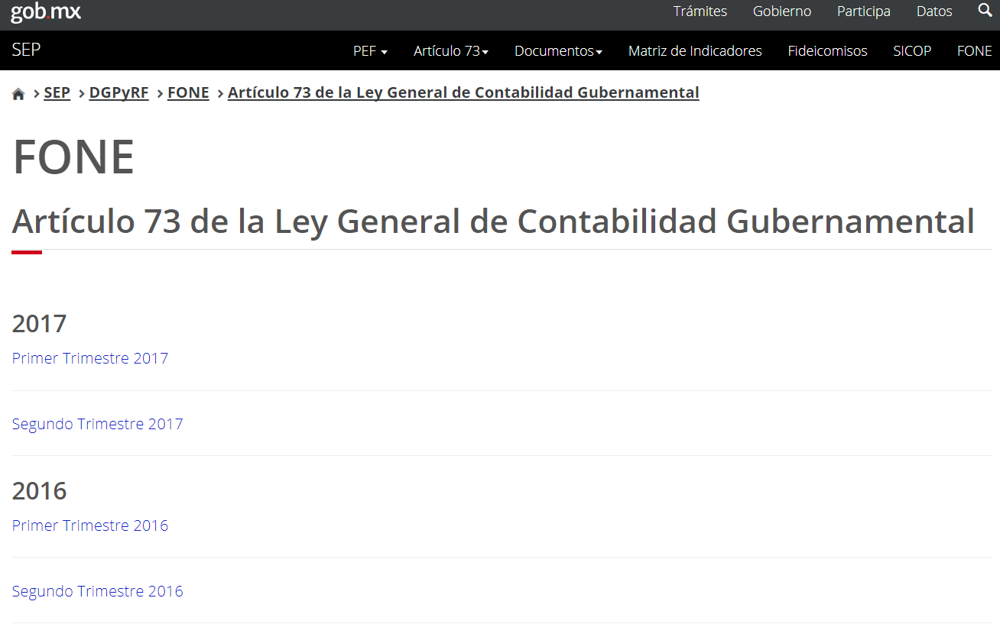 gob.mx Trámites Gobierno Participa Datos
SEP PEF Artículo 73 Documentos Matriz de Indicadores Fideicomisos SICOP FONE
SEP DGPyRF FONE Artículo 73 de la Ley General de Contabilidad Gubernamental
FONE
Artículo 73 de la Ley General de Contabilidad Gubernamental
2017
Primer Trimestre 2017
Segundo Trimestre 2017
2016
Primer Trimestre 2016
Segundo Trimestre 2016